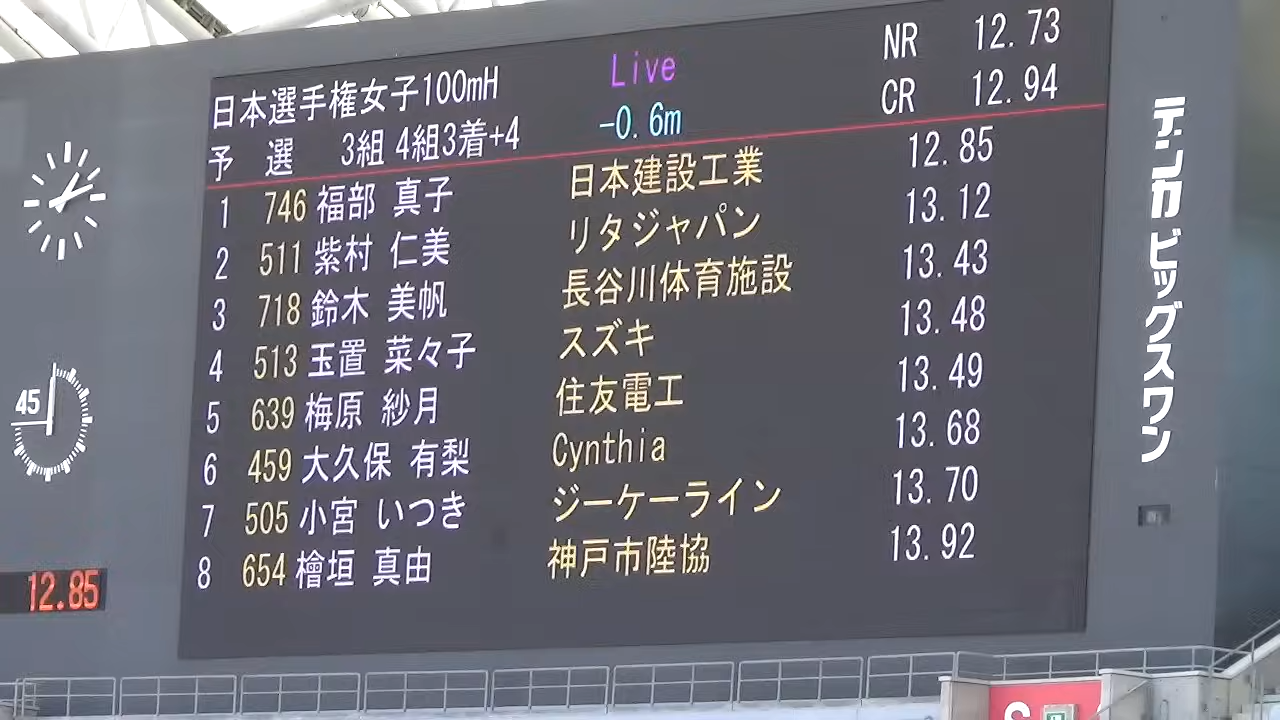 日本選手権女子100mH Live NR 12.73
予 選 3組 4組3着+4 -0.6m CR 12.94
1 746 福部 真子 日本建設工業 12.85
2 511 紫村 仁美 リタジャパン 13.12
3 718 鈴木 美帆 長谷川体育施設 13.43
4 513 玉置 菜々子 スズキ 13.48
5 639 梅原 紗月 住友電工 13.49
6 459 大久保 有梨 Cynthia 13.68
7 505 小宮 いつき ジーケーライン 13.70
8 654 檜垣 真由 神戸市陸協 13.92
45
12.85
デンカビッグスワン